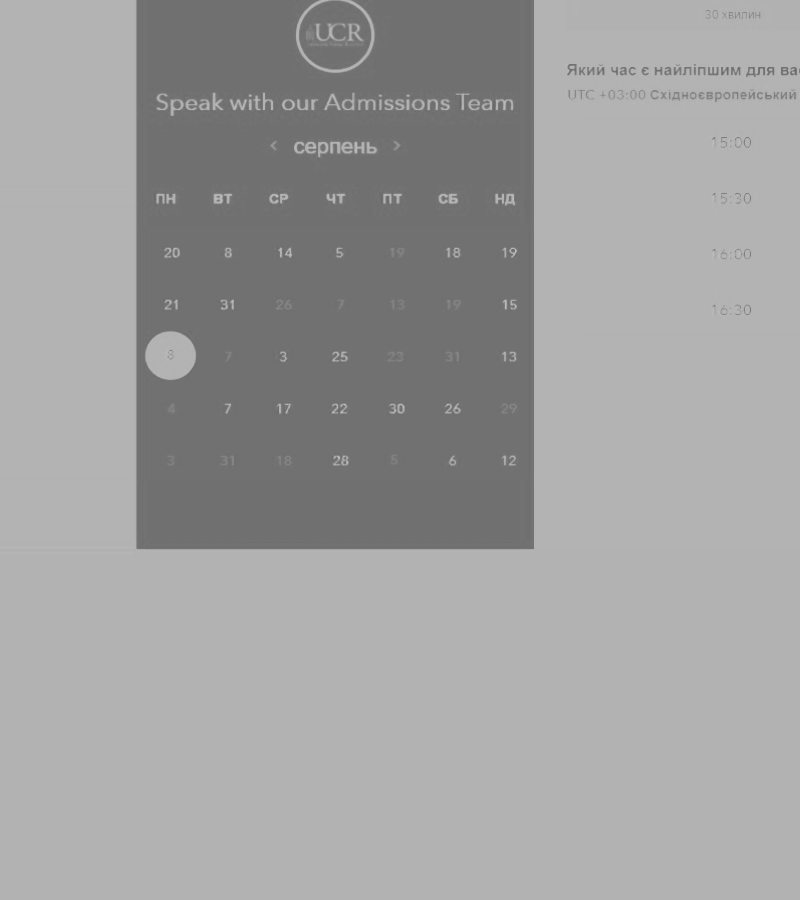 UCR
Speak with our Admissions Team
< серпень >
ПН ВТ СР ЧТ ПТ СБ НД
20 8 14 5 19 18 19
21 31 26 7 13 19 15
8 7 3 25 23 31 13
4 7 17 22 30 26 29
3 31 18 28 5 6 12
30 хвилин
Який час є найліпшим для вас
UTC +03:00 Східноєвропейський
15:00
15:30
16:00
16:30